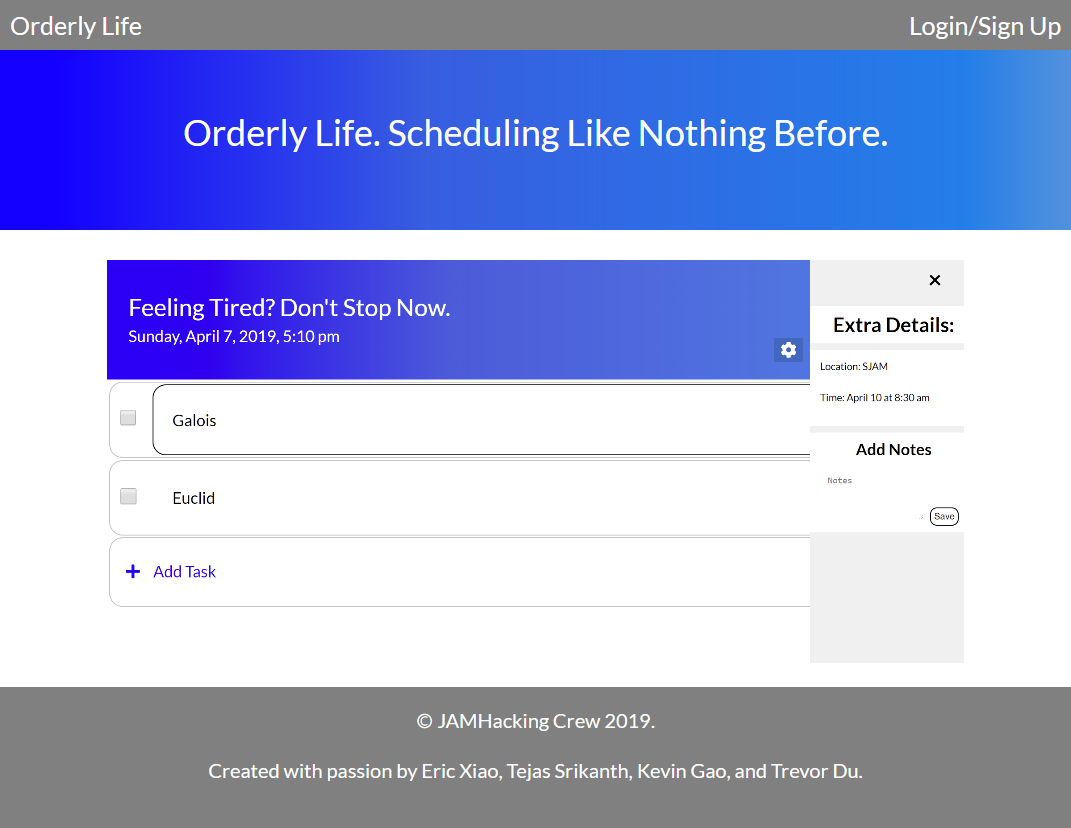 Orderly Life
Login/Sign Up
Orderly Life. Scheduling Like Nothing Before.
Feeling Tired? Don't Stop Now.
Sunday, April 7, 2019, 5:10 pm
Galois
Euclid
Add Task
Extra Details:
Location: SJAM
Time: April 10 at 8:30 am
Add Notes
Notes
Save
© JAMHacking Crew 2019.
Created with passion by Eric Xiao, Tejas Srikanth, Kevin Gao, and Trevor Du.